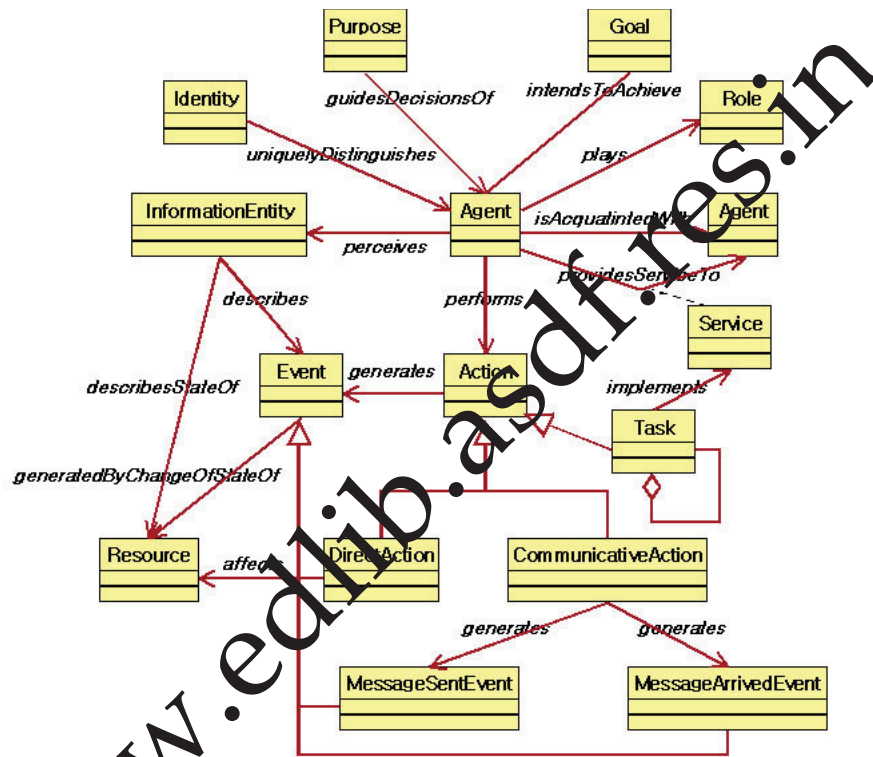 Purpose
Goal
guidesDecisionsOf
intendsToAchieve
Identity
Role
uniquelyDistinguishes
plays
InformationEntity
Agent
isAcquaintedWith
Agent
perceives
providesServiceTo
describes
performs
Service
Event
generates
Action
describesStateOf
implements
Task
generatedByChangeOfStateOf
Resource
affects
DirectAction
CommunicativeAction
generates
generates
MessageSentEvent
MessageArrivedEvent
www.edlib.asdf.res.in